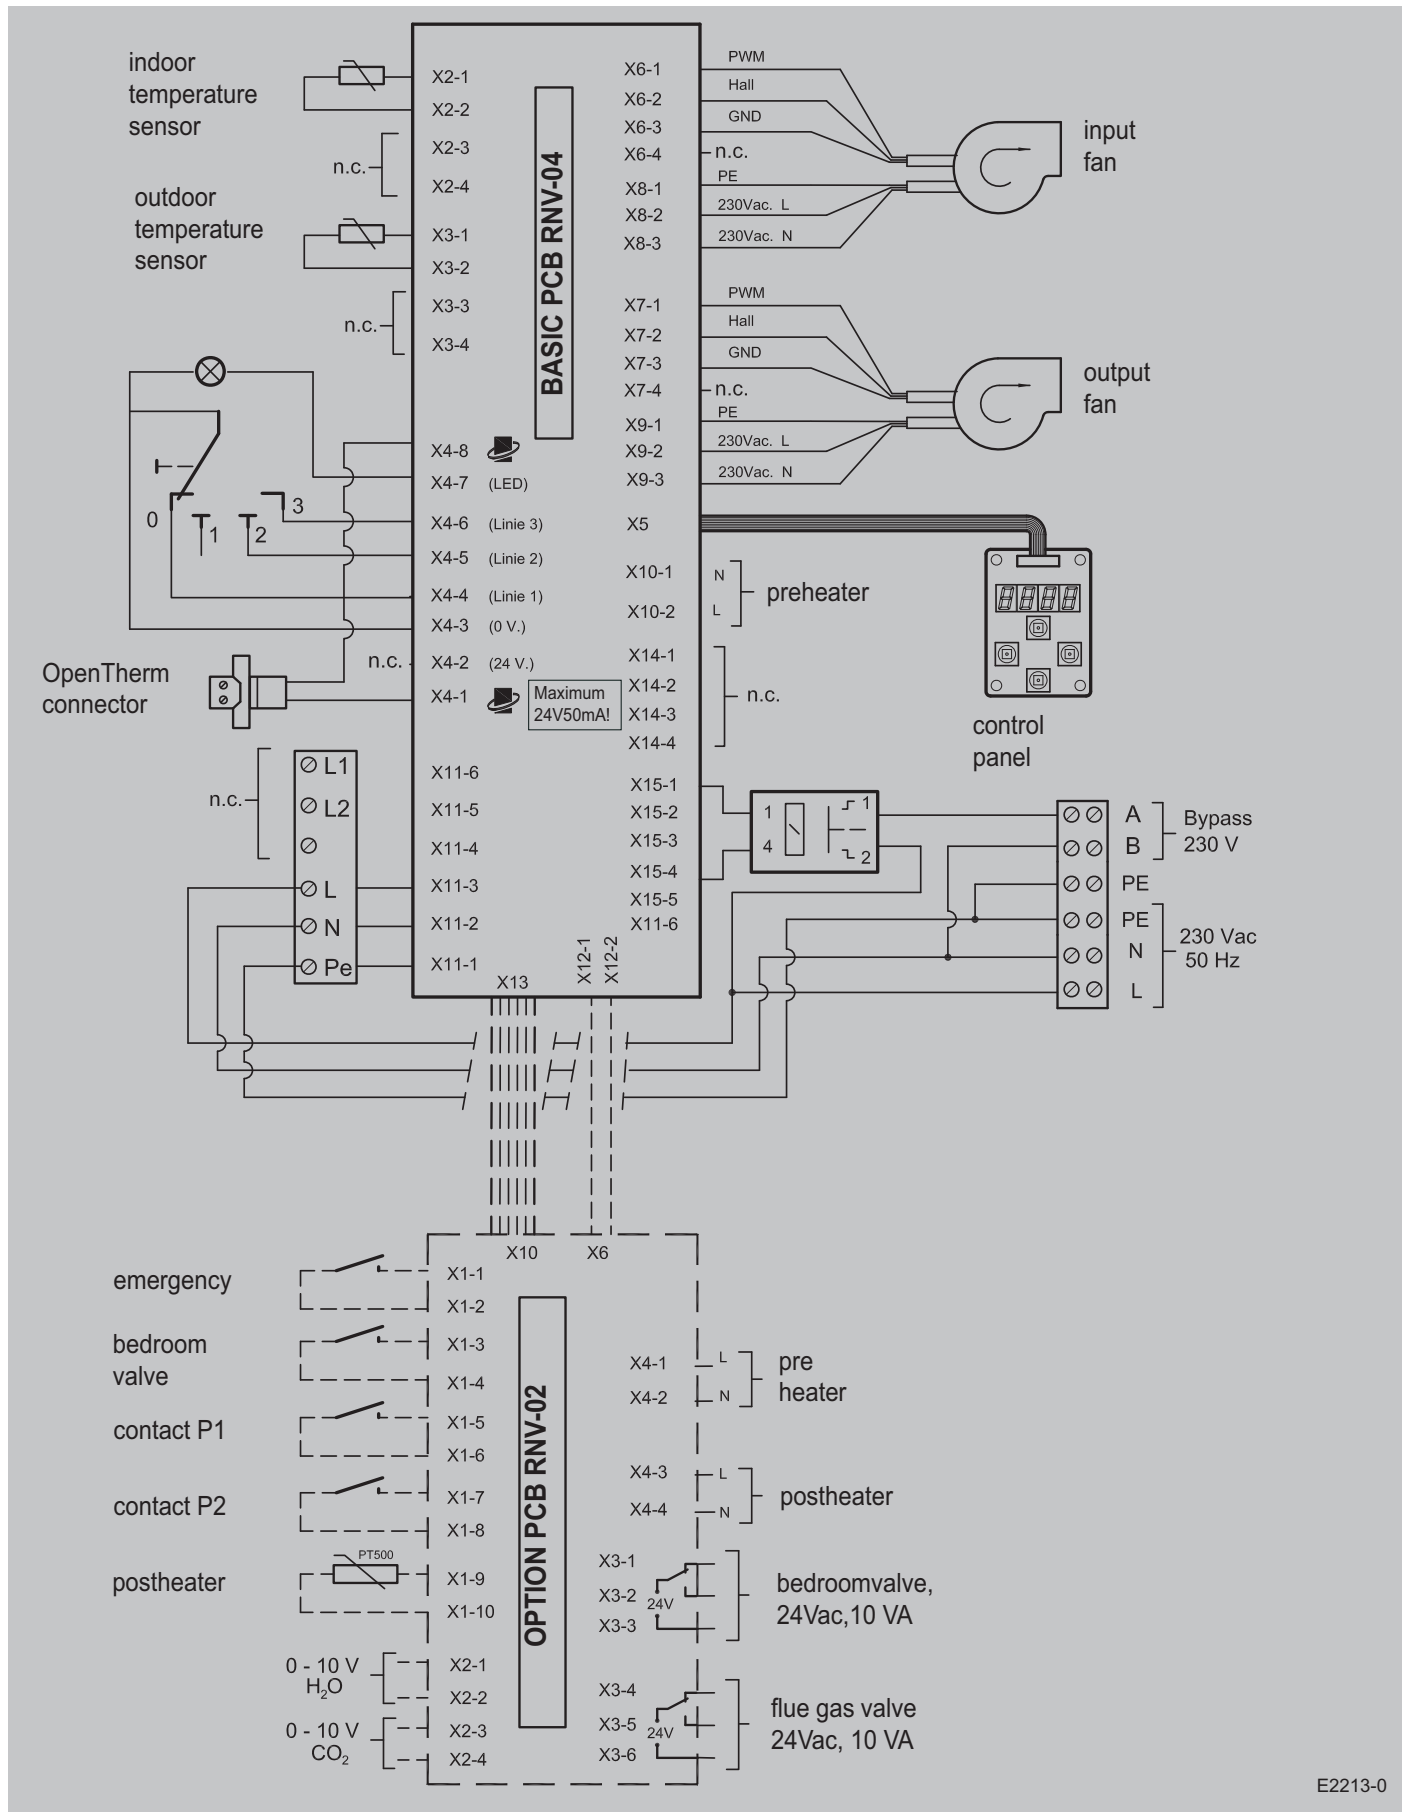 indoor
temperature
sensor
X2-1
X2-2
n.c.
X2-3
X2-4
outdoor
temperature
sensor
X3-1
X3-2
n.c.
X3-3
X3-4
0
1
2
3
X4-8
X4-7 (LED)
X4-6 (Linie 3)
X4-5 (Linie 2)
X4-4 (Linie 1)
X4-3 (0 V.)
n.c. X4-2 (24 V.)
X4-1
Maximum
24V50mA!
OpenTherm
connector
n.c.
L1
L2
L
N
Pe
X11-6
X11-5
X11-4
X11-3
X11-2
X11-1
BASIC PCB RNV-04
X6-1 PWM
X6-2 Hall
X6-3 GND
X6-4 n.c.
X8-1 PE
X8-2 230Vac. L
X8-3 230Vac. N
input
fan
X7-1 PWM
X7-2 Hall
X7-3 GND
X7-4 n.c.
X9-1 PE
X9-2 230Vac. L
X9-3 230Vac. N
output
fan
X5
8888
control
panel
X10-1 N
X10-2 L
preheater
X14-1
X14-2
X14-3
X14-4
n.c.
X15-1
X15-2
X15-3
X15-4
X15-5
X11-6
1
4
1
2
A
B
Bypass
230 V
PE
PE
N
L
230 Vac
50 Hz
X13
X12-1
X12-2
X10
X6
OPTION PCB RNV-02
emergency
X1-1
X1-2
bedroom
valve
X1-3
X1-4
contact P1
X1-5
X1-6
contact P2
X1-7
X1-8
postheater
PT500
X1-9
X1-10
0 - 10 V
H2O
X2-1
X2-2
0 - 10 V
CO2
X2-3
X2-4
X4-1 L
X4-2 N
pre
heater
X4-3 L
X4-4 N
postheater
X3-1
X3-2
X3-3
24V
bedroomvalve,
24Vac,10 VA
X3-4
X3-5
X3-6
24V
flue gas valve
24Vac, 10 VA
E2213-0